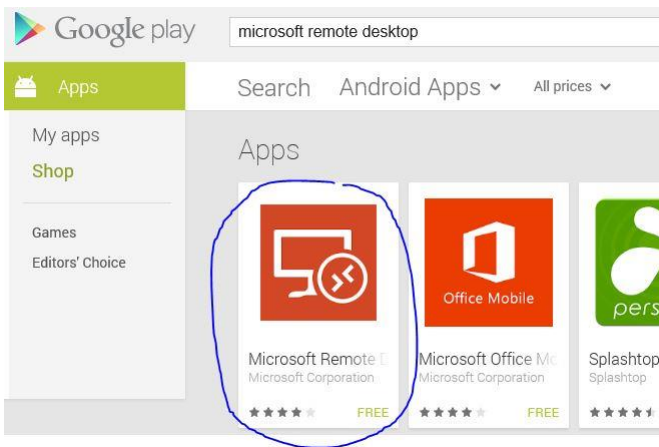 Google play
microsoft remote desktop
Apps
Search Android Apps All prices
My apps
Shop
Games
Editors' Choice
Apps
Office Mobile
pers
Microsoft Remote D
Microsoft Corporation
FREE
Microsoft Office Mo
Microsoft Corporation
FREE
Splashtop
Splashtop